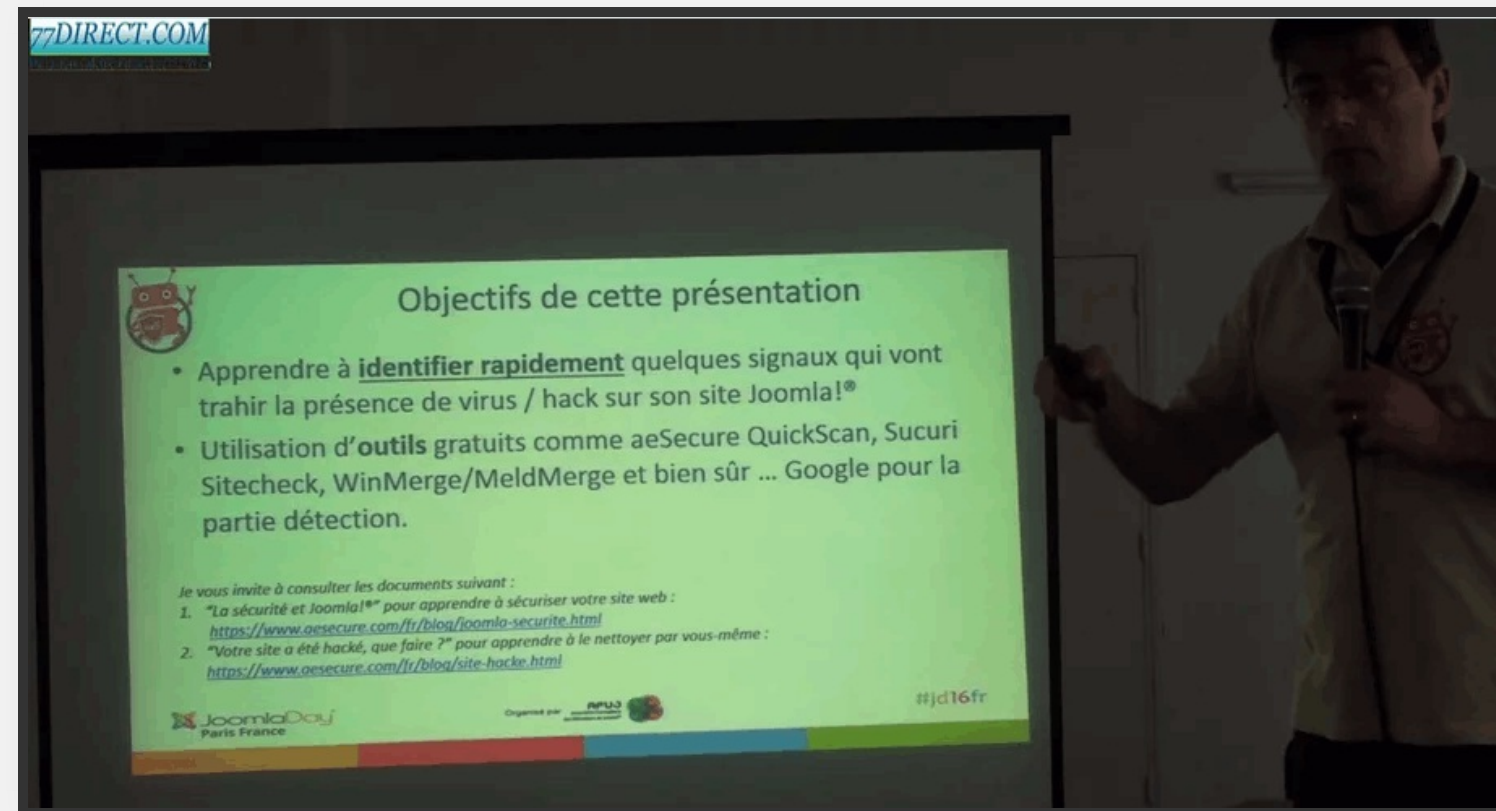 77DIRECT.COM
Objectifs de cette présentation
• Apprendre à identifier rapidement quelques signaux qui vont
trahir la présence de virus / hack sur son site Joomla!®
• Utilisation d'outils gratuits comme aeSecure QuickScan, Sucuri
Sitecheck, WinMerge/MeldMerge et bien sûr ... Google pour la
partie détection.
Je vous invite à consulter les documents suivant :
1. "La sécurité et Joomla!®" pour apprendre à sécuriser votre site web :
https://www.aesecure.com/fr/blog/joomla-securite.html
2. "Votre site a été hacké, que faire ?" pour apprendre à le nettoyer par vous-même :
https://www.aesecure.com/fr/blog/site-hacke.html
JoomlaDay
Paris France
Organisé par
AFUJ
#jd16fr